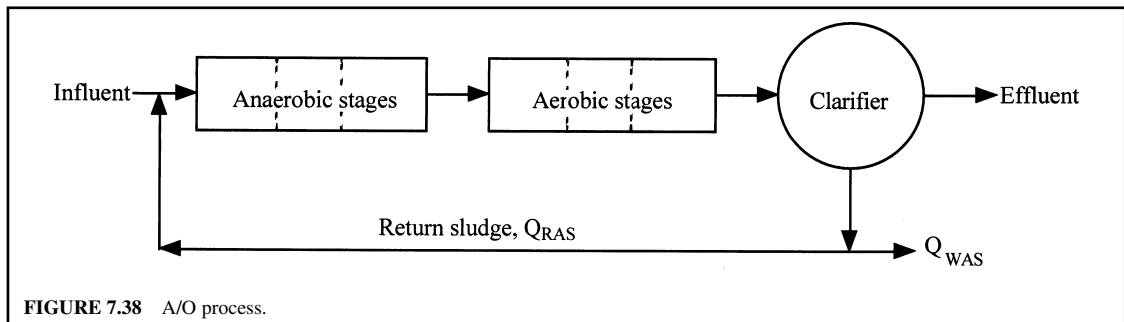 Influent
Anaerobic stages
Aerobic stages
Clarifier
Effluent
Return sludge, QRAS
QWAS
FIGURE 7.38 A/O process.